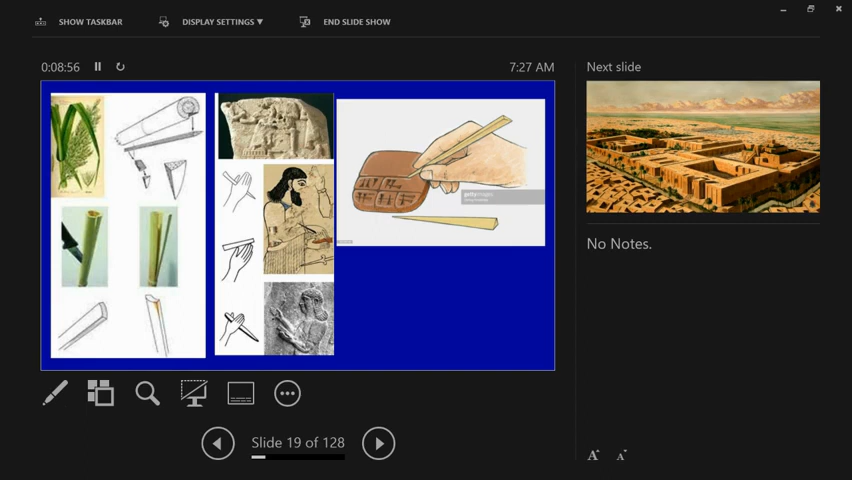 SHOW TASKBAR
DISPLAY SETTINGS ▼
END SLIDE SHOW
0:08:56
7:27 AM
Next slide
gettyimages
No Notes.
Slide 19 of 128
A
A